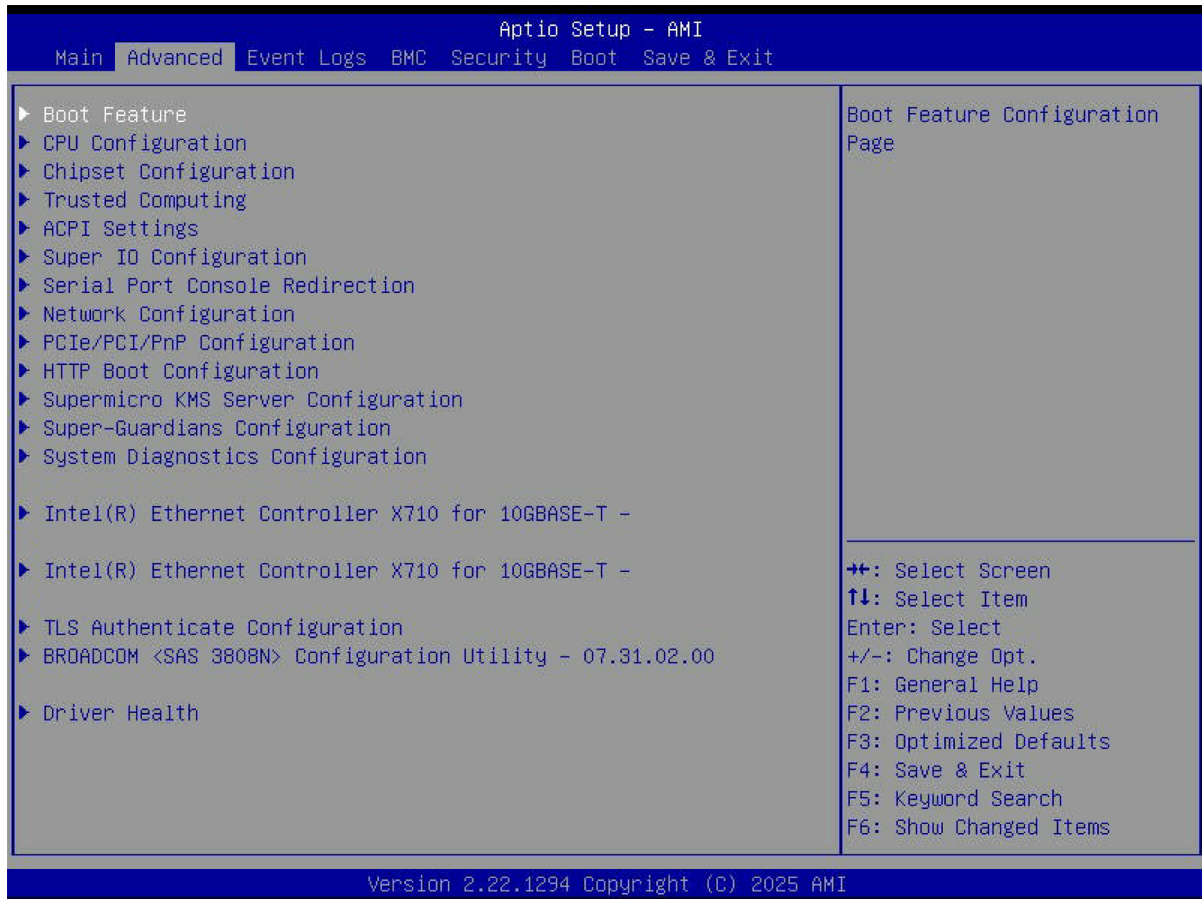 Aptio Setup – AMI
Main Advanced Event Logs BMC Security Boot Save & Exit
▶ Boot Feature
▶ CPU Configuration
▶ Chipset Configuration
▶ Trusted Computing
▶ ACPI Settings
▶ Super IO Configuration
▶ Serial Port Console Redirection
▶ Network Configuration
▶ PCIe/PCI/PnP Configuration
▶ HTTP Boot Configuration
▶ Supermicro KMS Server Configuration
▶ Super-Guardians Configuration
▶ System Diagnostics Configuration
▶ Intel(R) Ethernet Controller X710 for 10GBASE-T -
▶ Intel(R) Ethernet Controller X710 for 10GBASE-T -
▶ TLS Authenticate Configuration
▶ BROADCOM <SAS 3808N> Configuration Utility - 07.31.02.00
▶ Driver Health
Boot Feature Configuration
Page
→←: Select Screen
↑↓: Select Item
Enter: Select
+/-: Change Opt.
F1: General Help
F2: Previous Values
F3: Optimized Defaults
F4: Save & Exit
F5: Keyword Search
F6: Show Changed Items
Version 2.22.1294 Copyright (C) 2025 AMI